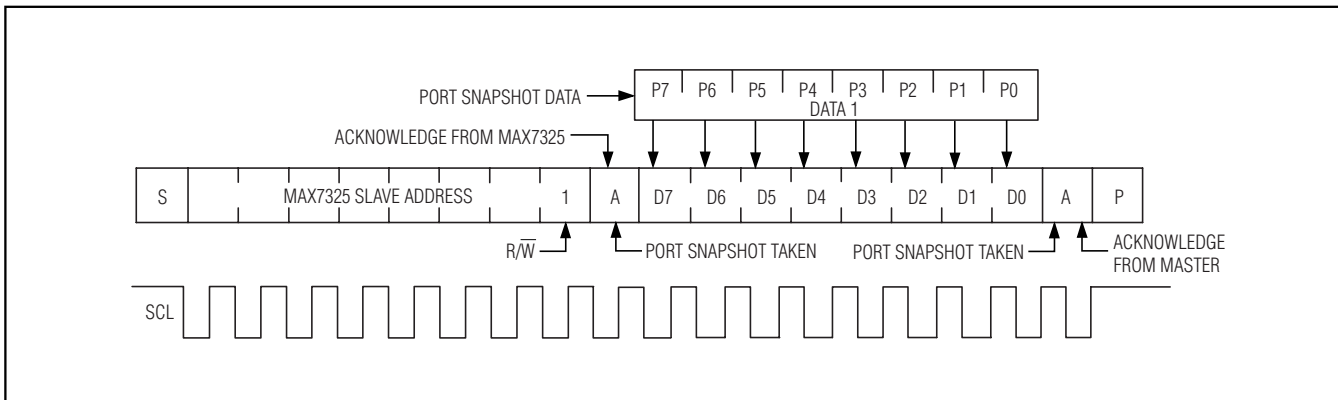 P7 P6 P5 P4 P3 P2 P1 P0
PORT SNAPSHOT DATA
DATA 1
ACKNOWLEDGE FROM MAX7325
S MAX7325 SLAVE ADDRESS 1 A D7 D6 D5 D4 D3 D2 D1 D0 A P
R/W̅ PORT SNAPSHOT TAKEN PORT SNAPSHOT TAKEN ACKNOWLEDGE
FROM MASTER
SCL